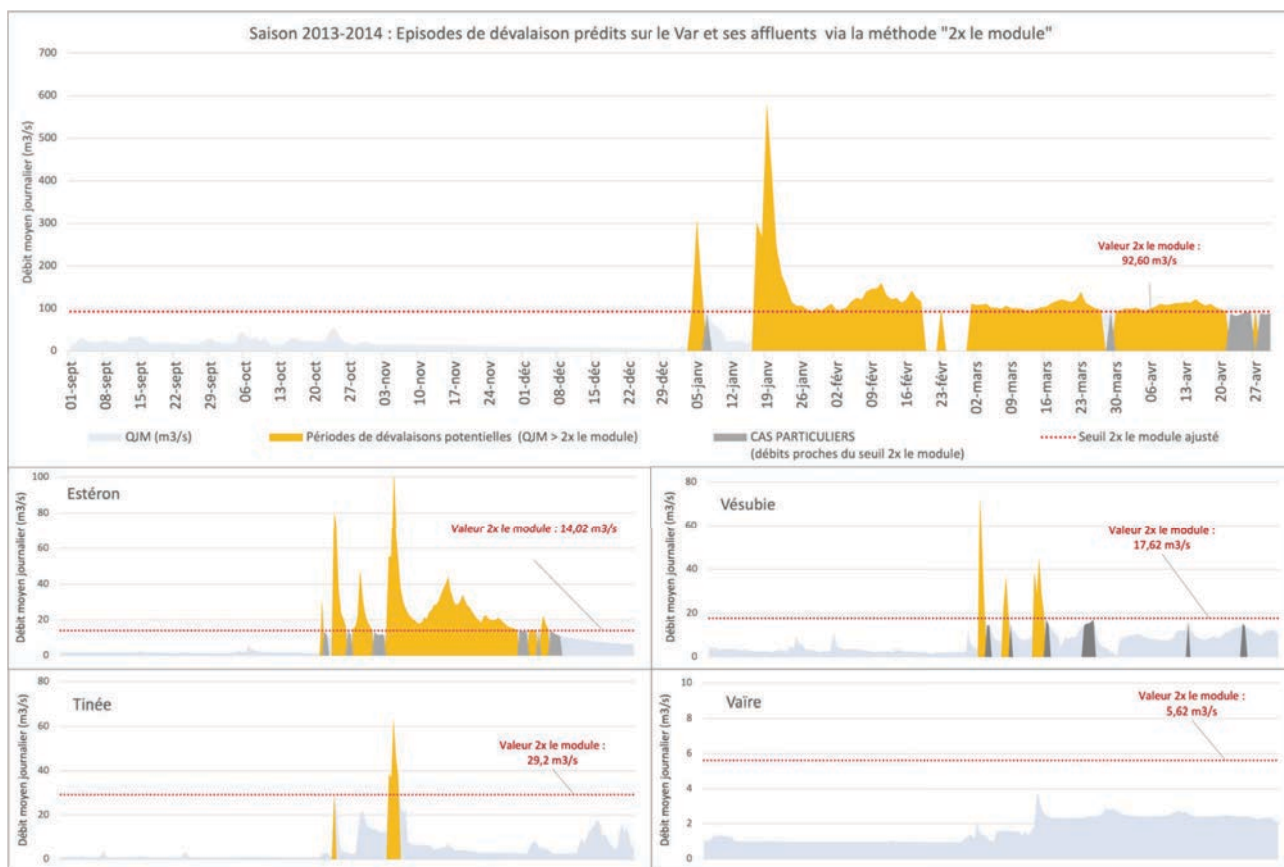 Saison 2013-2014 : Episodes de dévalaison prédits sur le Var et ses affluents via la méthode "2x le module"
Débit moyen journalier (m3/s)
700
600
500
400
300
200
100
0
Valeur 2x le module :
92,60 m3/s
01-sept
08-sept
15-sept
22-sept
29-sept
06-oct
13-oct
20-oct
27-oct
03-nov
10-nov
17-nov
24-nov
01-déc
08-déc
15-déc
22-déc
29-déc
05-janv
12-janv
19-janv
26-janv
02-févr
09-févr
16-févr
23-févr
02-mars
09-mars
16-mars
23-mars
30-mars
06-avr
13-avr
20-avr
27-avr
QJM (m3/s)
Périodes de dévalaisons potentielles (QJM > 2x le module)
CAS PARTICULIERS
(débits proches du seuil 2x le module)
Seuil 2x le module ajusté
Débit moyen journalier (m3/s)
100
80
60
40
20
0
Estéron
Valeur 2x le module : 14,02 m3/s
Débit moyen journalier (m3/s)
80
60
40
20
0
Vésubie
Valeur 2x le module :
17,62 m3/s
Débit moyen journalier (m3/s)
80
60
40
20
0
Tinée
Valeur 2x le module :
29,2 m3/s
Débit moyen journalier (m3/s)
10
8
6
4
2
0
Vaïre
Valeur 2x le module :
5,62 m3/s